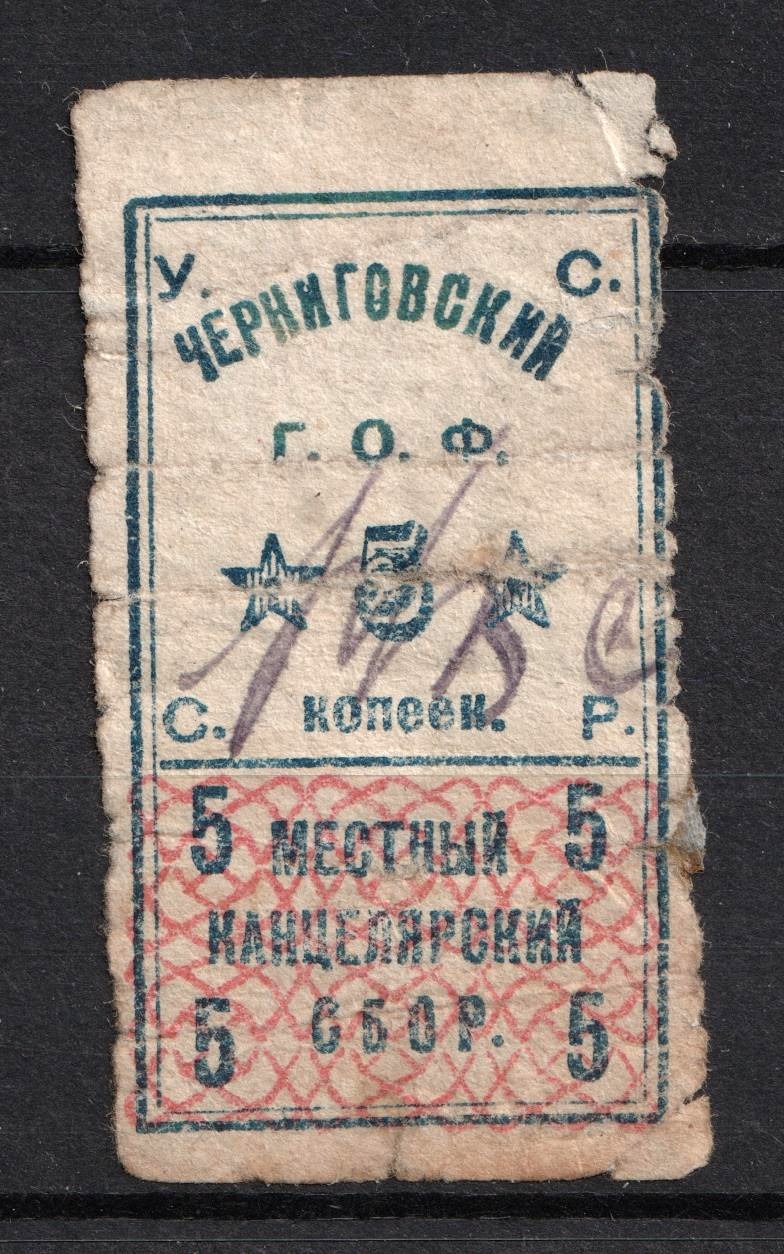 У. С.
ЧЕРНИГОВСКИЙ
Г. О. Ф.
5
С. копеек. Р.
5 МЕСТНЫЙ 5
КАНЦЕЛЯРСКИЙ
5 СБОР. 5